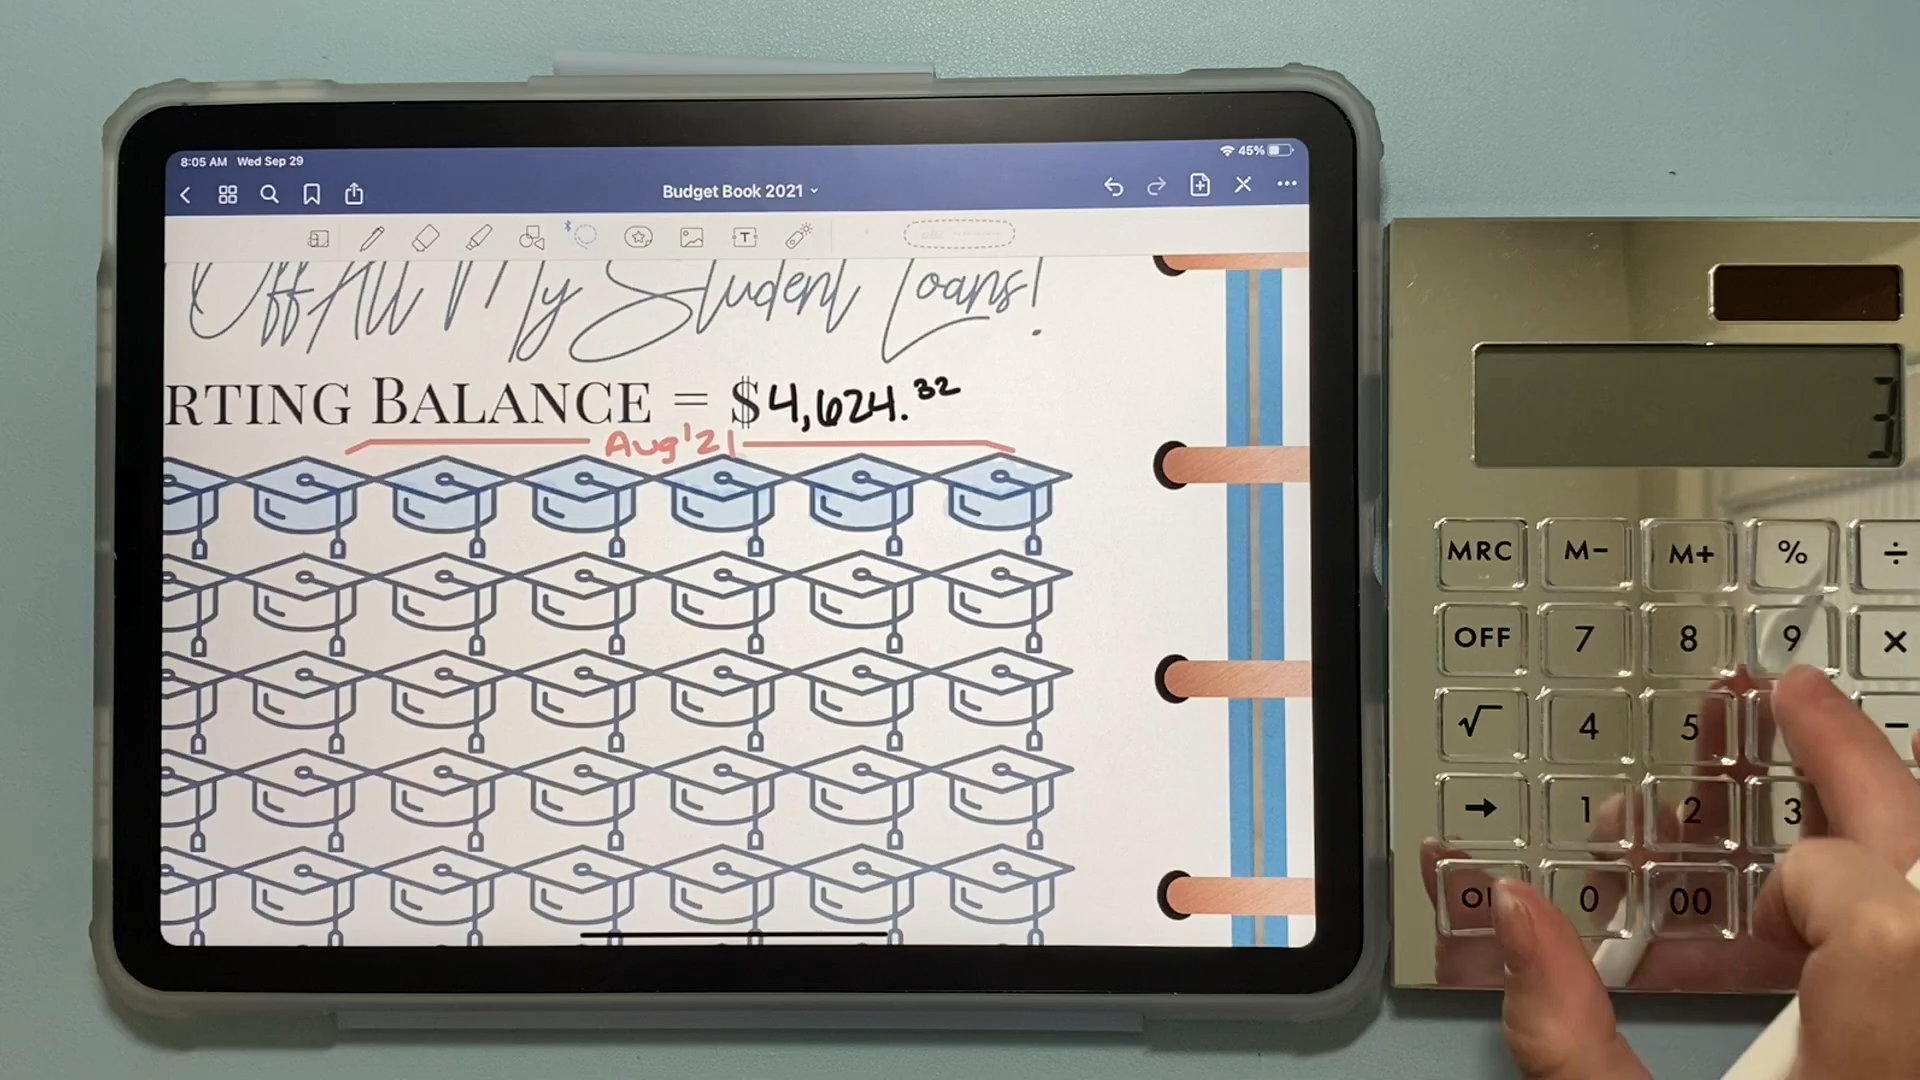 8:05 AM Wed Sep 29
45%
Budget Book 2021
T
Off All My Student Loans!
RTING BALANCE = $4,624.32
Aug'21
3
MRC M- M+ % ÷
OFF 7 8 9 ×
√ 4 5 −
→ 1 2 3
0 00